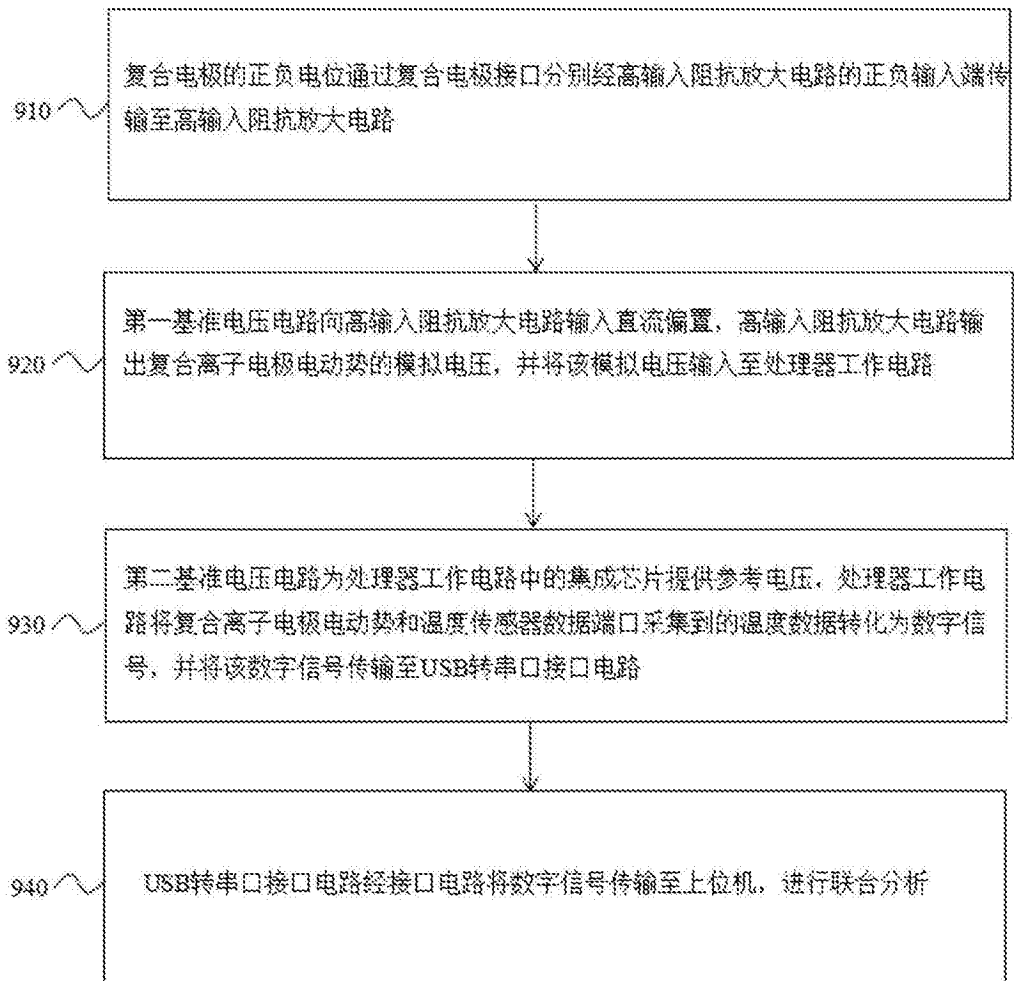 910
复合电极的正负电位通过复合电极接口分别经高输入阻抗放大电路的正负输入端传
输至高输入阻抗放大电路
920
第一基准电压电路向高输入阻抗放大电路输入直流偏置，高输入阻抗放大电路输
出复合离子电极电动势的模拟电压，并将该模拟电压输入至处理器工作电路
930
第二基准电压电路为处理器工作电路中的集成芯片提供参考电压，处理器工作电
路将复合离子电极电动势和温度传感器数据端口采集到的温度数据转化为数字信
号，并将该数字信号传输至USB转串口接口电路
940
USB转串口接口电路经接口电路将数字信号传输至上位机，进行联台分析